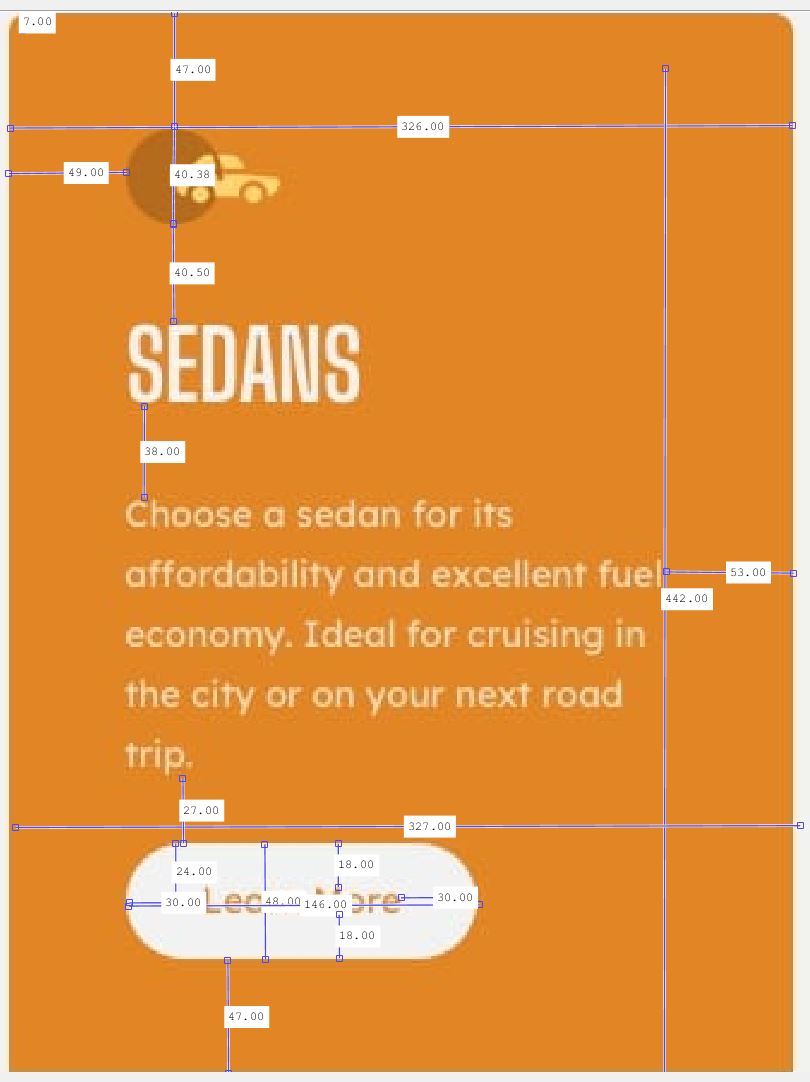 7.00
47.00
326.00
49.00
40.38
40.50
SEDANS
38.00
Choose a sedan for its
affordability and excellent fuel
53.00
442.00
economy. Ideal for cruising in
the city or on your next road
trip.
27.00
327.00
24.00
18.00
30.00
48.00
146.00
30.00
Learn More
18.00
47.00